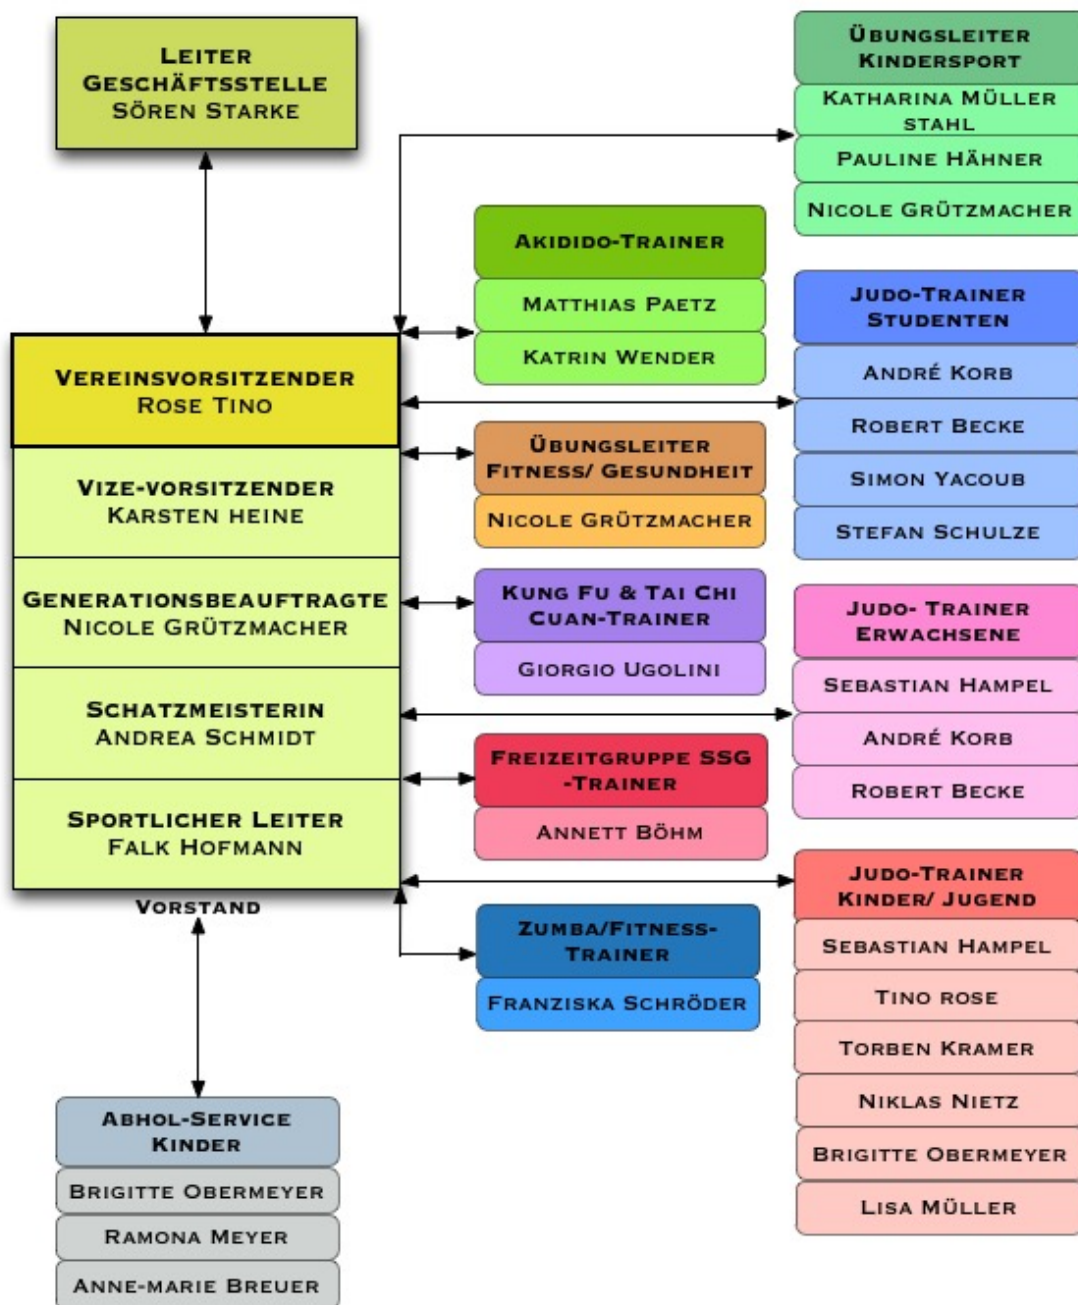 Leiter
Geschäftsstelle
Sören Starke
Vereinsvorsitzender
Rose Tino
Vize-vorsitzender
Karsten heine
Generationsbeauftragte
Nicole Grützmacher
Schatzmeisterin
Andrea Schmidt
Sportlicher Leiter
Falk Hofmann
Vorstand
Abhol-Service
Kinder
Brigitte Obermeyer
Ramona Meyer
Anne-marie Breuer
Akidido-Trainer
Matthias Paetz
Katrin Wender
Übungsleiter
Fitness/ Gesundheit
Nicole Grützmacher
Kung Fu & Tai Chi
Cuan-Trainer
Giorgio Ugolini
Freizeitgruppe SSG
-Trainer
Annett Böhm
Zumba/Fitness-
Trainer
Franziska Schröder
Übungsleiter
Kindersport
Katharina Müller
stahl
Pauline Hähner
Nicole Grützmacher
Judo-Trainer
Studenten
André Korb
Robert Becke
Simon Yacoub
Stefan Schulze
Judo- Trainer
Erwachsene
Sebastian Hampel
André Korb
Robert Becke
Judo-Trainer
Kinder/ Jugend
Sebastian Hampel
Tino rose
Torben Kramer
Niklas Nietz
Brigitte Obermeyer
Lisa Müller